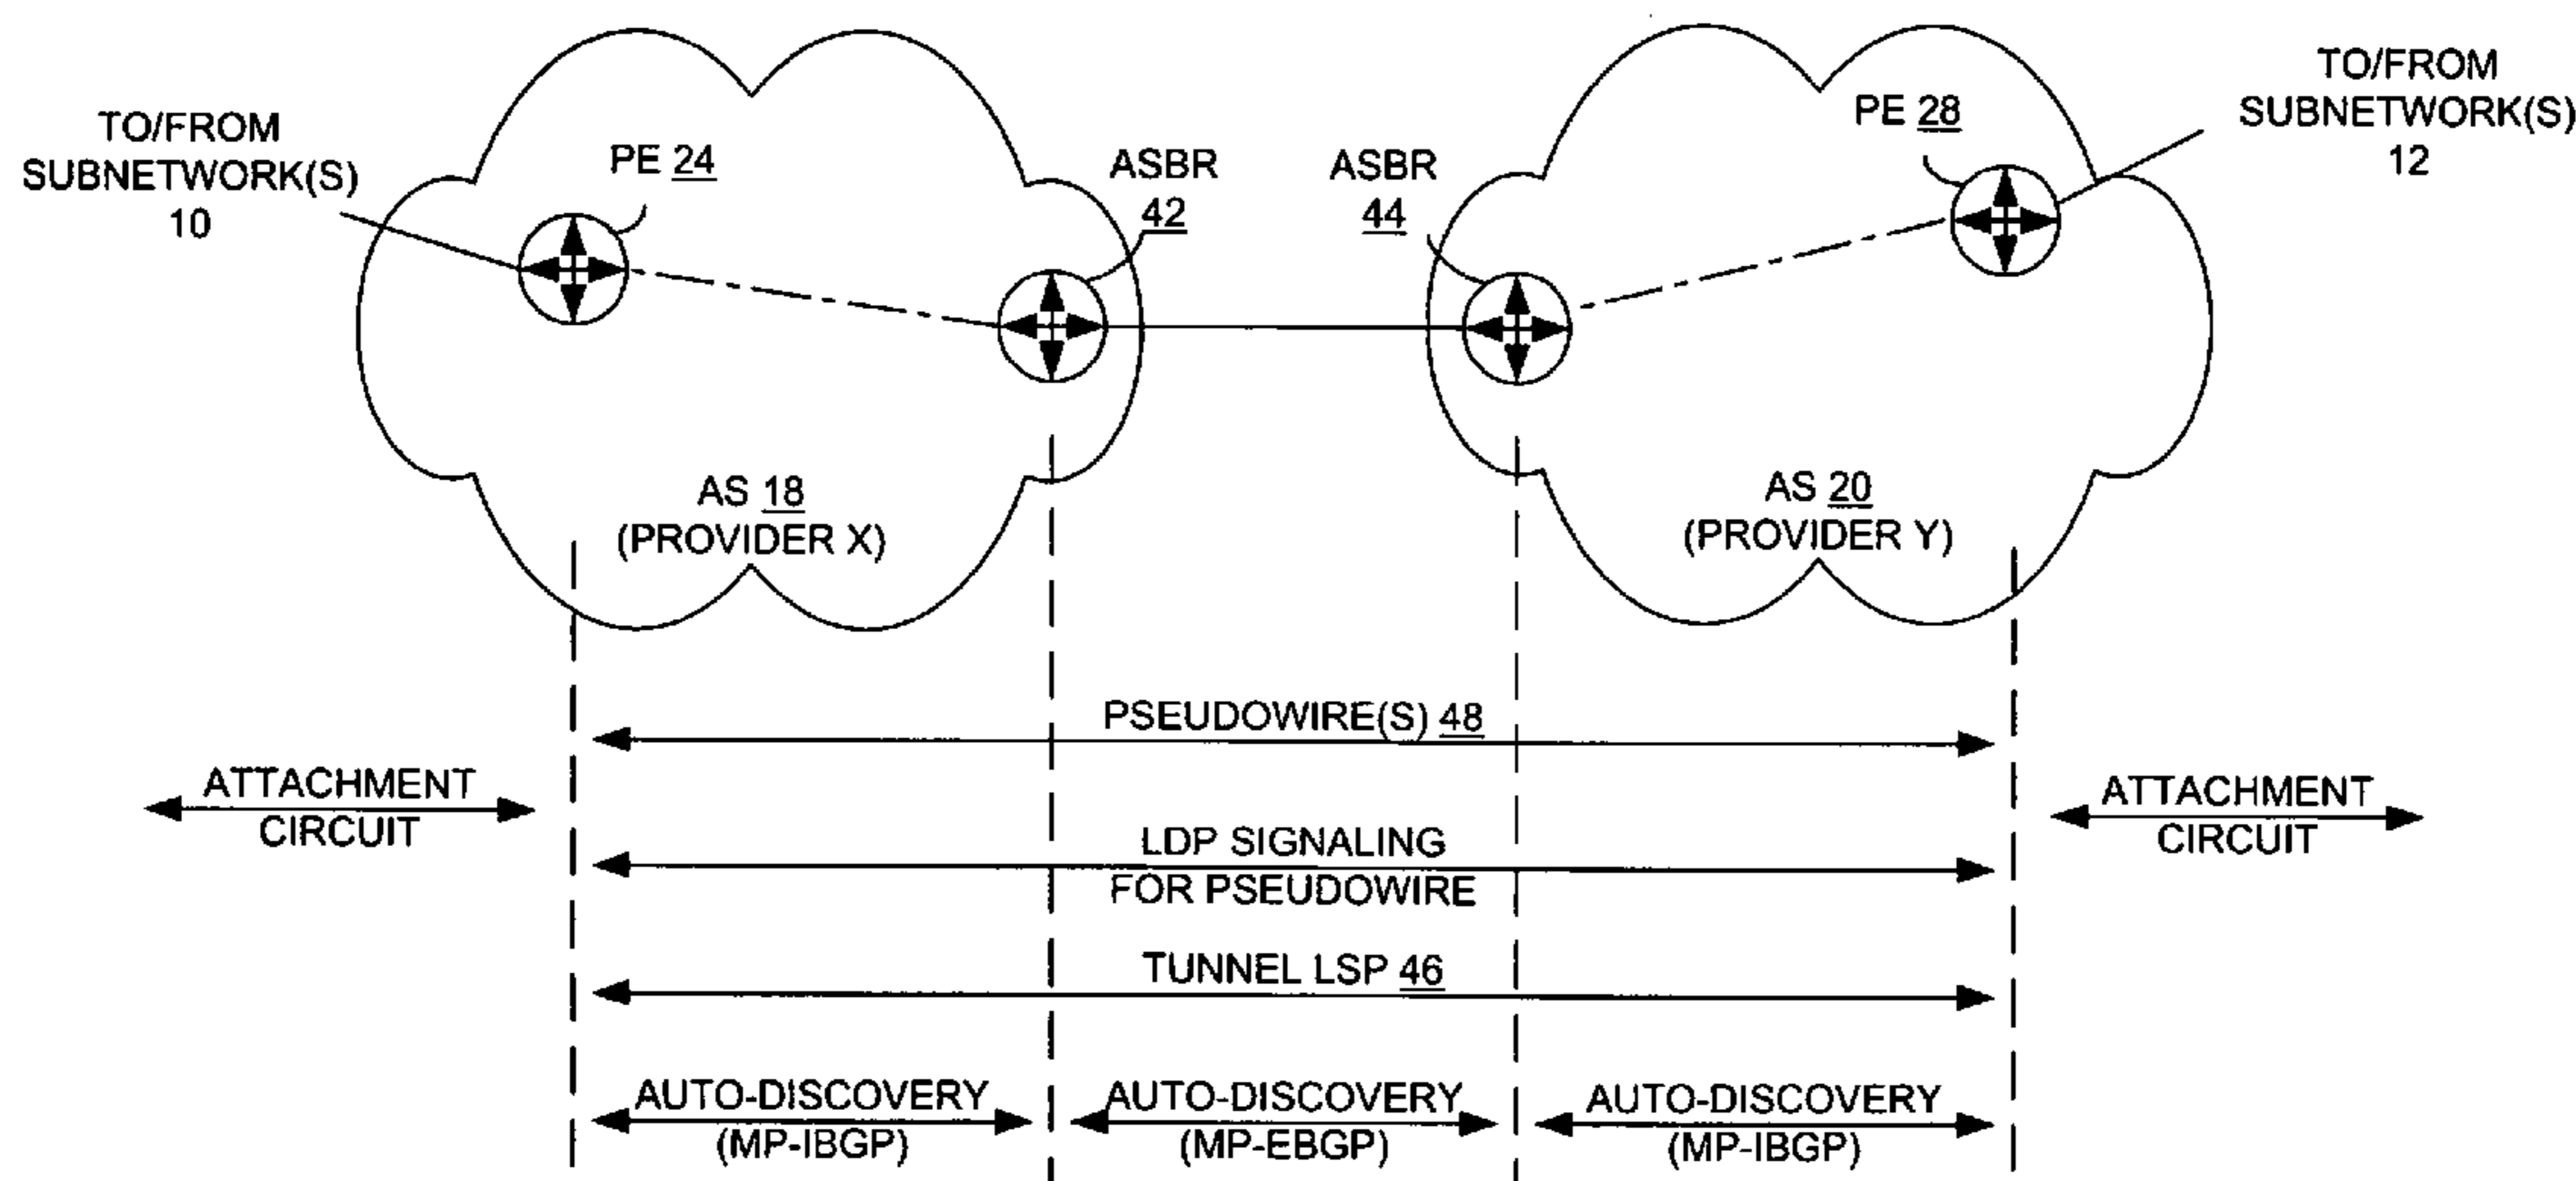 TO/FROM
SUBNETWORK(S)
10
PE 24
ASBR
42
ASBR
44
PE 28
TO/FROM
SUBNETWORK(S)
12
AS 18
(PROVIDER X)
AS 20
(PROVIDER Y)
PSEUDOWIRE(S) 48
ATTACHMENT
CIRCUIT
ATTACHMENT
CIRCUIT
LDP SIGNALING
FOR PSEUDOWIRE
TUNNEL LSP 46
AUTO-DISCOVERY
(MP-IBGP)
AUTO-DISCOVERY
(MP-EBGP)
AUTO-DISCOVERY
(MP-IBGP)